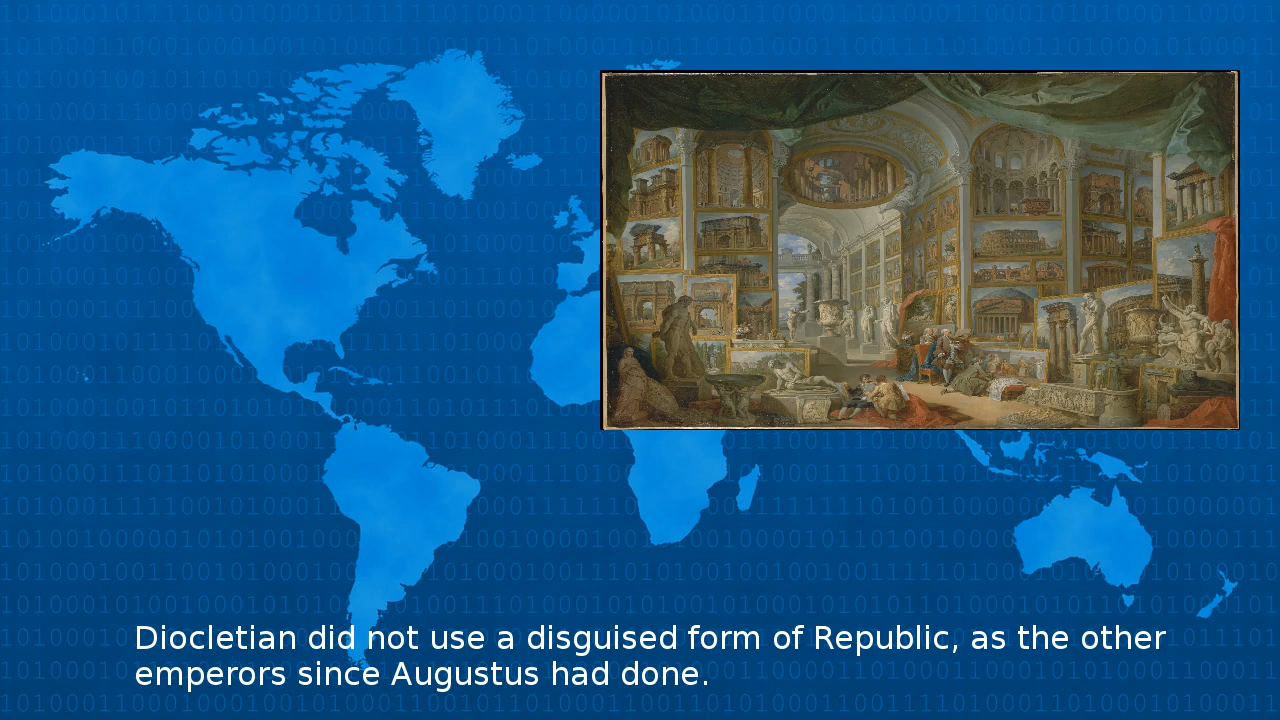 Diocletian did not use a disguised form of Republic, as the other
emperors since Augustus had done.